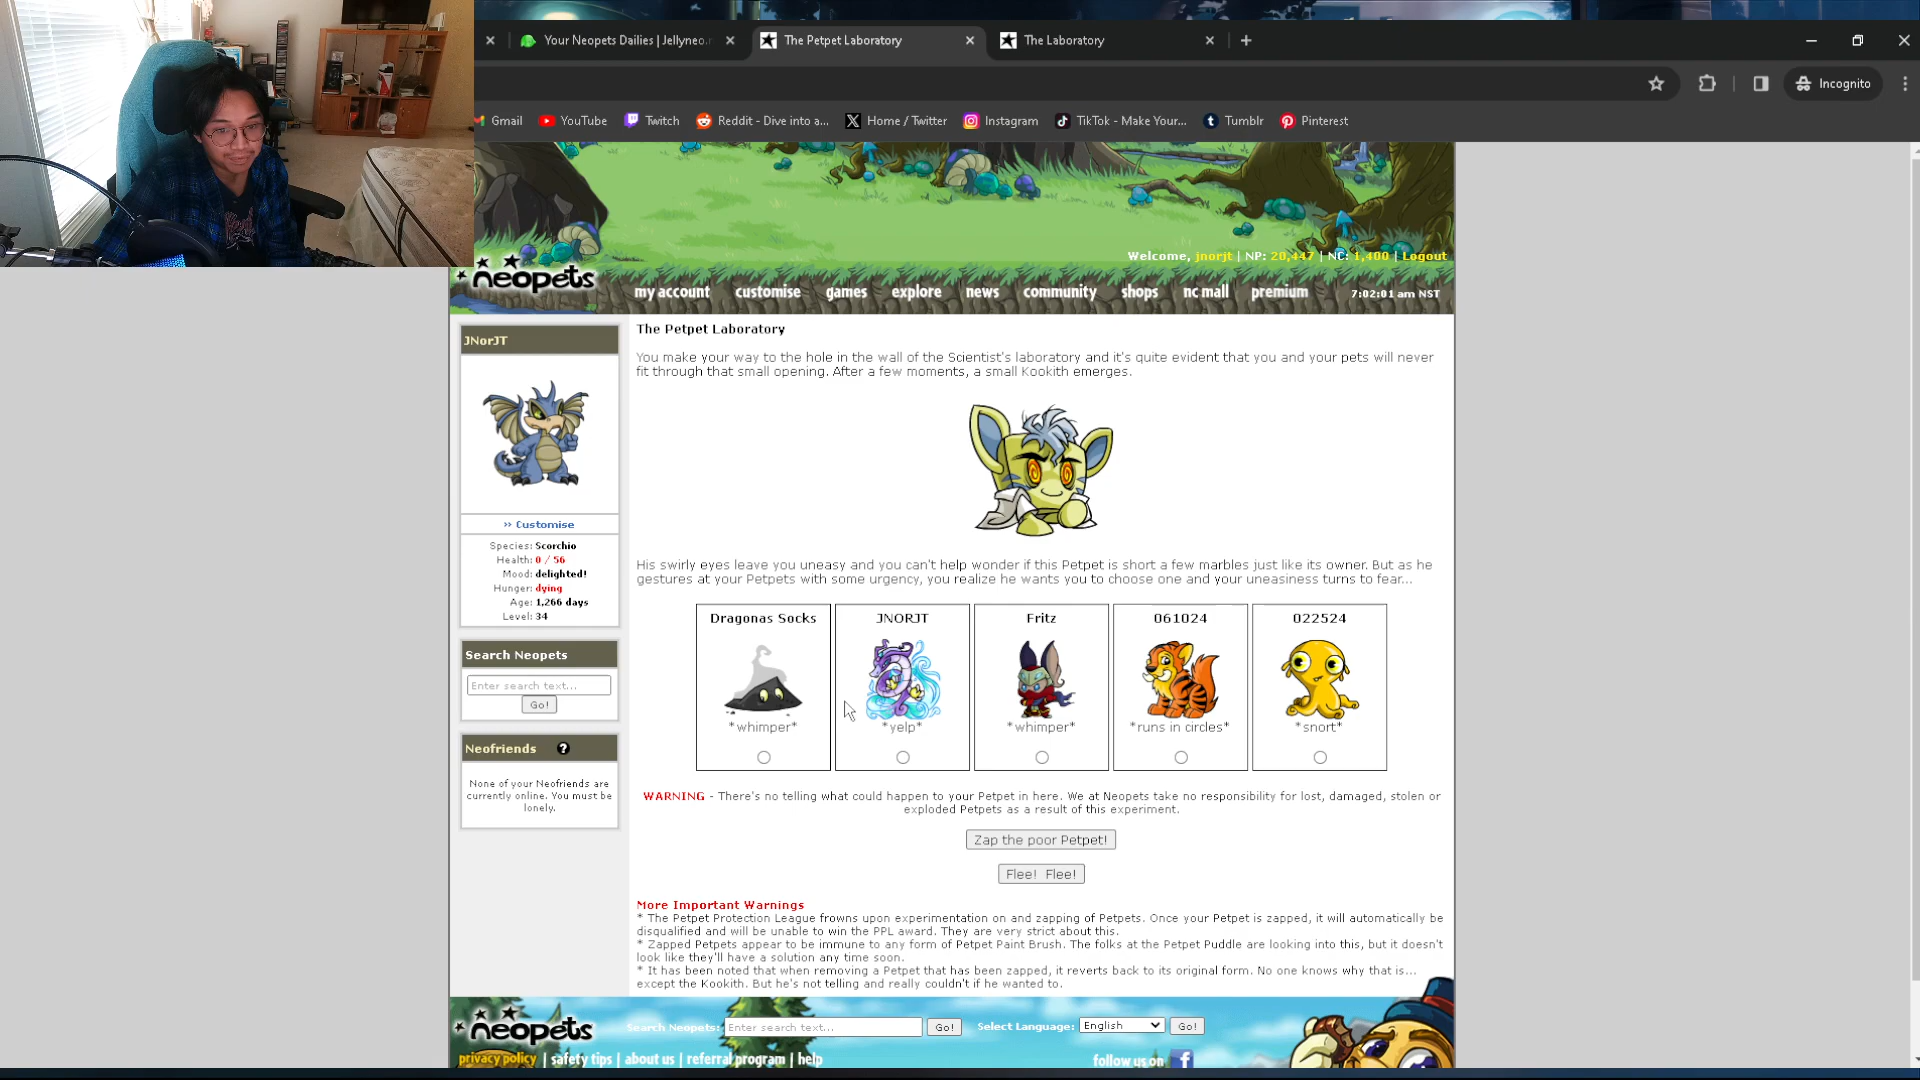 Your Neopets Dailies | Jellyneo.
The Petpet Laboratory
The Laboratory
Incognito
Gmail
YouTube
Twitch
Reddit - Dive into a...
Home / Twitter
Instagram
TikTok - Make Your...
Tumblr
Pinterest
Welcome, jnorjt | NP: 20,447 | NC: 1,400 | Logout
neopets
my account
customise
games
explore
news
community
shops
nc mall
premium
7:02:01 am NST
JNorJT
>> Customise
Species: Scorchio
Health: 0 / 56
Mood: delighted!
Hunger: dying
Age: 1,266 days
Level: 34
Search Neopets
Enter search text...
Go!
Neofriends ?
None of your Neofriends are
currently online. You must be
lonely.
The Petpet Laboratory
You make your way to the hole in the wall of the Scientist's laboratory and it's quite evident that you and your pets will never
fit through that small opening. After a few moments, a small Kookith emerges.
His swirly eyes leave you uneasy and you can't help wonder if this Petpet is short a few marbles just like its owner. But as he
gestures at your Petpets with some urgency, you realize he wants you to choose one and your uneasiness turns to fear...
Dragonas Socks
JNORJT
Fritz
061024
022524
*whimper*
*yelp*
*whimper*
*runs in circles*
*snort*
WARNING - There's no telling what could happen to your Petpet in here. We at Neopets take no responsibility for lost, damaged, stolen or
exploded Petpets as a result of this experiment.
Zap the poor Petpet!
Flee! Flee!
More Important Warnings
* The Petpet Protection League frowns upon experimentation on and zapping of Petpets. Once your Petpet is zapped, it will automatically be
disqualified and will be unable to win the PPL award. They are very strict about this.
* Zapped Petpets appear to be immune to any form of Petpet Paint Brush. The folks at the Petpet Puddle are looking into this, but it doesn't
look like they'll have a solution any time soon.
* It has been noted that when removing a Petpet that has been zapped, it reverts back to its original form. No one knows why that is...
except the Kookith. But he's not telling and really couldn't if he wanted to.
neopets
Search Neopets: Enter search text... Go!
Select Language: English Go!
privacy policy | safety tips | about us | referral program | help
follow us on f